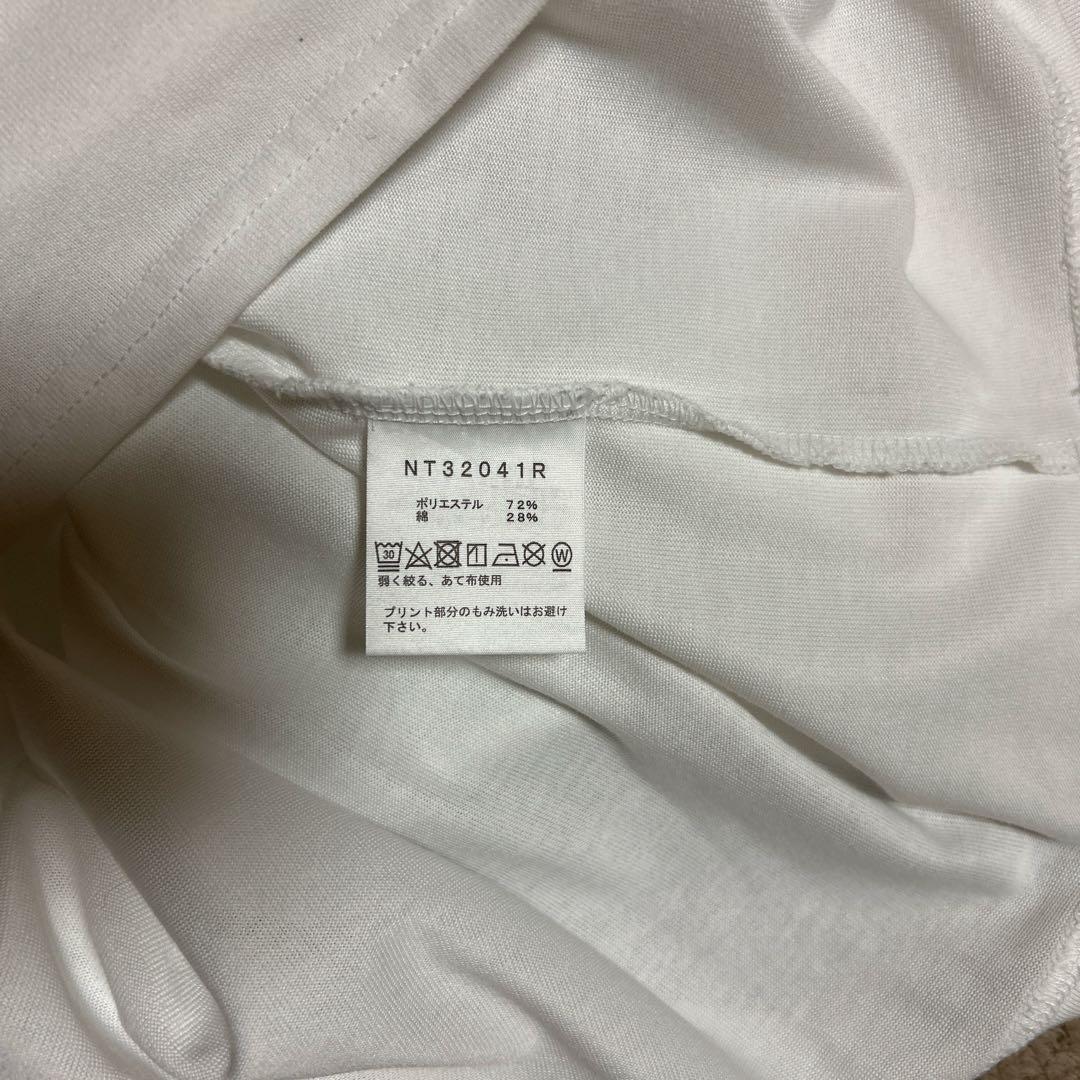 NT32041R
ポリエステル 72%
綿 28%
30 W
弱く絞る、あて布使用
プリント部分のもみ洗いはお避け
下さい。